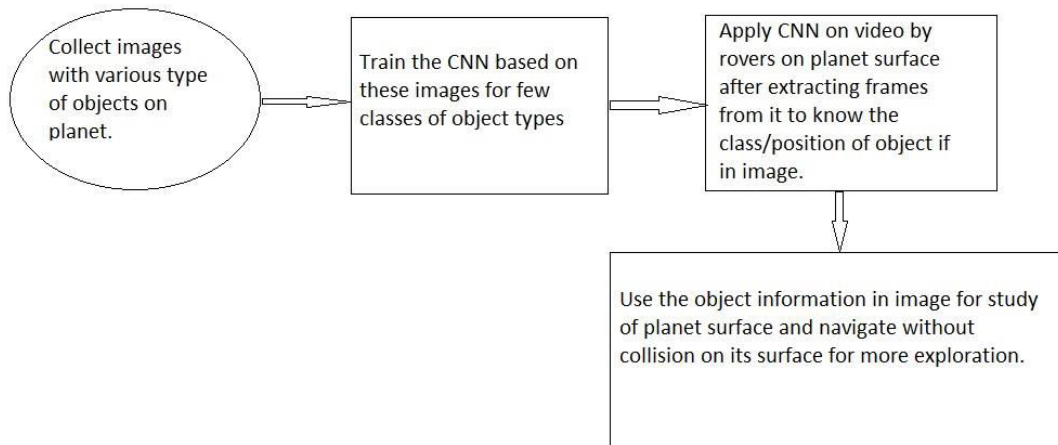 Collect images
with various type
of objects on
planet.
Train the CNN based on
these images for few
classes of object types
Apply CNN on video by
rovers on planet surface
after extracting frames
from it to know the
class/position of object if
in image.
Use the object information in image for study
of planet surface and navigate without
collision on its surface for more exploration.